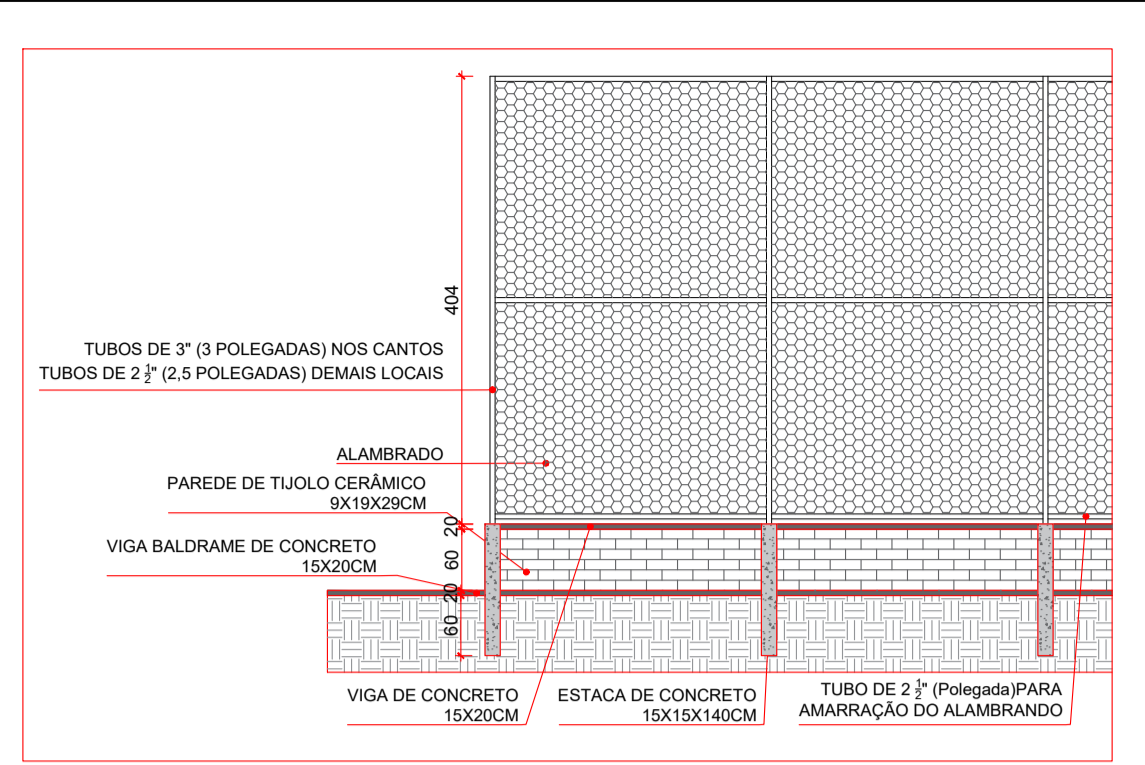 404
TUBOS DE 3" (3 POLEGADAS) NOS CANTOS
TUBOS DE 2 1/2" (2,5 POLEGADAS) DEMAIS LOCAIS
ALAMBRADO
PAREDE DE TIJOLO CERÂMICO
9X19X29CM
20
VIGA BALDRAME DE CONCRETO
15X20CM
60
20
60
VIGA DE CONCRETO
15X20CM
ESTACA DE CONCRETO
15X15X140CM
TUBO DE 2 1/2" (Polegada)PARA
AMARRAÇÃO DO ALAMBRANDO